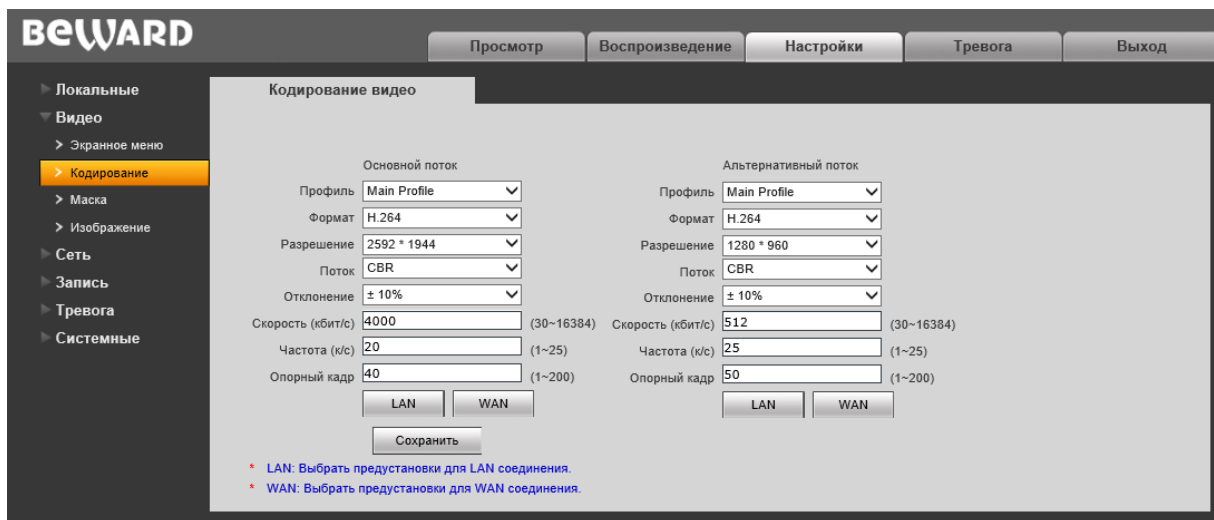 BEWARD
Просмотр Воспроизведение Настройки Тревога Выход
Локальные
Видео
Экранное меню
Кодирование
Маска
Изображение
Сеть
Запись
Тревога
Системные
Кодирование видео
Основной поток
Профиль Main Profile
Формат H.264
Разрешение 2592 * 1944
Поток CBR
Отклонение ± 10%
Скорость (кбит/с) 4000 (30~16384)
Частота (к/с) 20 (1~25)
Опорный кадр 40 (1~200)
LAN WAN
Альтернативный поток
Профиль Main Profile
Формат H.264
Разрешение 1280 * 960
Поток CBR
Отклонение ± 10%
Скорость (кбит/с) 512 (30~16384)
Частота (к/с) 25 (1~25)
Опорный кадр 50 (1~200)
LAN WAN
Сохранить
* LAN: Выбрать предустановки для LAN соединения.
* WAN: Выбрать предустановки для WAN соединения.